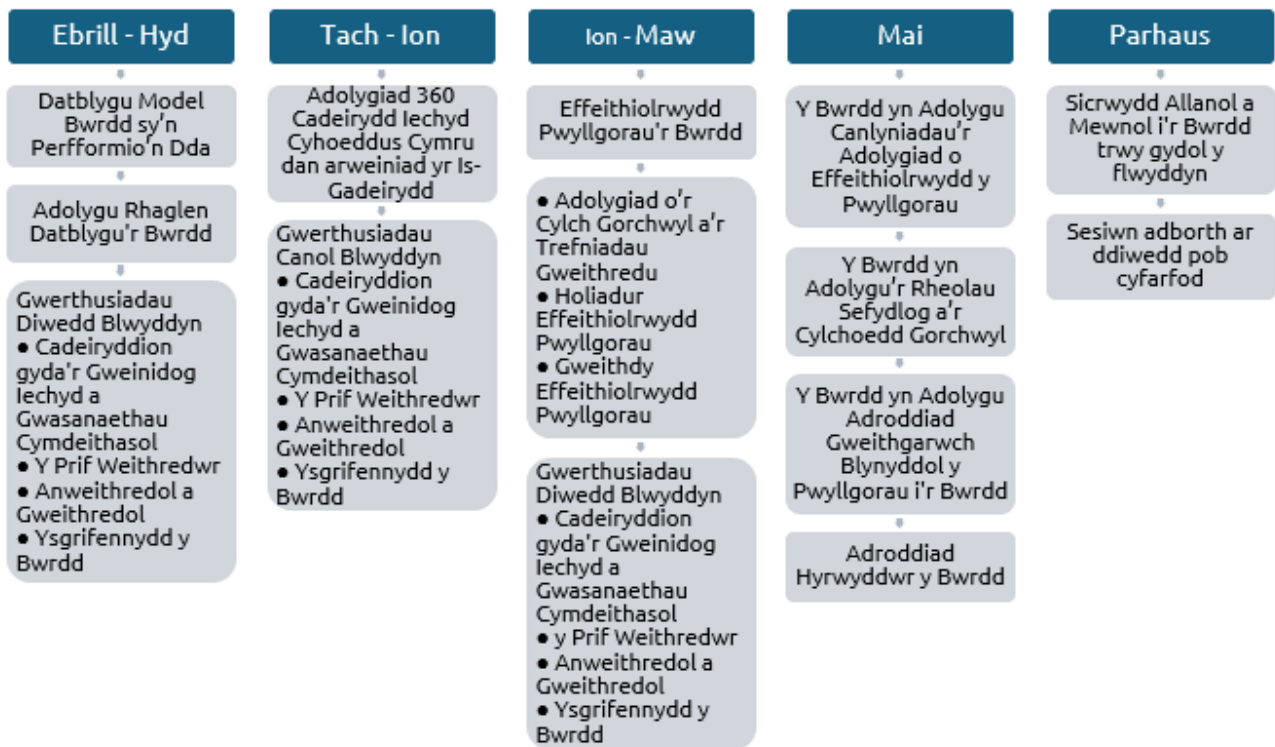 Ebrill - Hyd
Datblygu Model
Bwrdd sy'n
Perfformio'n Dda
Adolygu Rhaglen
Datblygu'r Bwrdd
Gwerthusiadau
Diwedd Blwyddyn
● Cadeiryddion
gyda'r Gweinidog
Iechyd a
Gwasanaethau
Cymdeithasol
● Y Prif Weithredwr
● Anweithredol a
Gweithredol
● Ysgrifennydd y
Bwrdd
Tach - Ion
Adolygiad 360
Cadeirydd Iechyd
Cyhoeddus Cymru
dan arweiniad yr Is-
Gadeirydd
Gwerthusiadau
Canol Blwyddyn
● Cadeiryddion
gyda'r Gweinidog
Iechyd a
Gwasanaethau
Cymdeithasol
● Y Prif Weithredwr
● Anweithredol a
Gweithredol
● Ysgrifennydd y
Bwrdd
Ion - Maw
Effeithiolrwydd
Pwyllgorau'r Bwrdd
● Adolygiad o'r
Cylch Gorchwyl a'r
Trefniadau
Gweithredu
● Holiadur
Effeithiolrwydd
Pwyllgorau
● Gweithdy
Effeithiolrwydd
Pwyllgorau
Gwerthusiadau
Diwedd Blwyddyn
● Cadeiryddion
gyda'r Gweinidog
Iechyd a
Gwasanaethau
Cymdeithasol
● y Prif Weithredwr
● Anweithredol a
Gweithredol
● Ysgrifennydd y
Bwrdd
Mai
Y Bwrdd yn Adolygu
Canlyniadau'r
Adolygiad o
Effeithiolrwydd y
Pwyllgorau
Y Bwrdd yn
Adolygu'r Rheolau
Sefydlog a'r
Cylchoedd Gorchwyl
Y Bwrdd yn Adolygu
Adroddiad
Gweithgarwch
Blynyddol y
Pwyllgorau i'r Bwrdd
Adroddiad
Hyrwyddwr y Bwrdd
Parhaus
Sicrwydd Allanol a
Mewnol i'r Bwrdd
trwy gydol y
flwyddyn
Sesiwn adborth ar
ddiwedd pob
cyfarfod